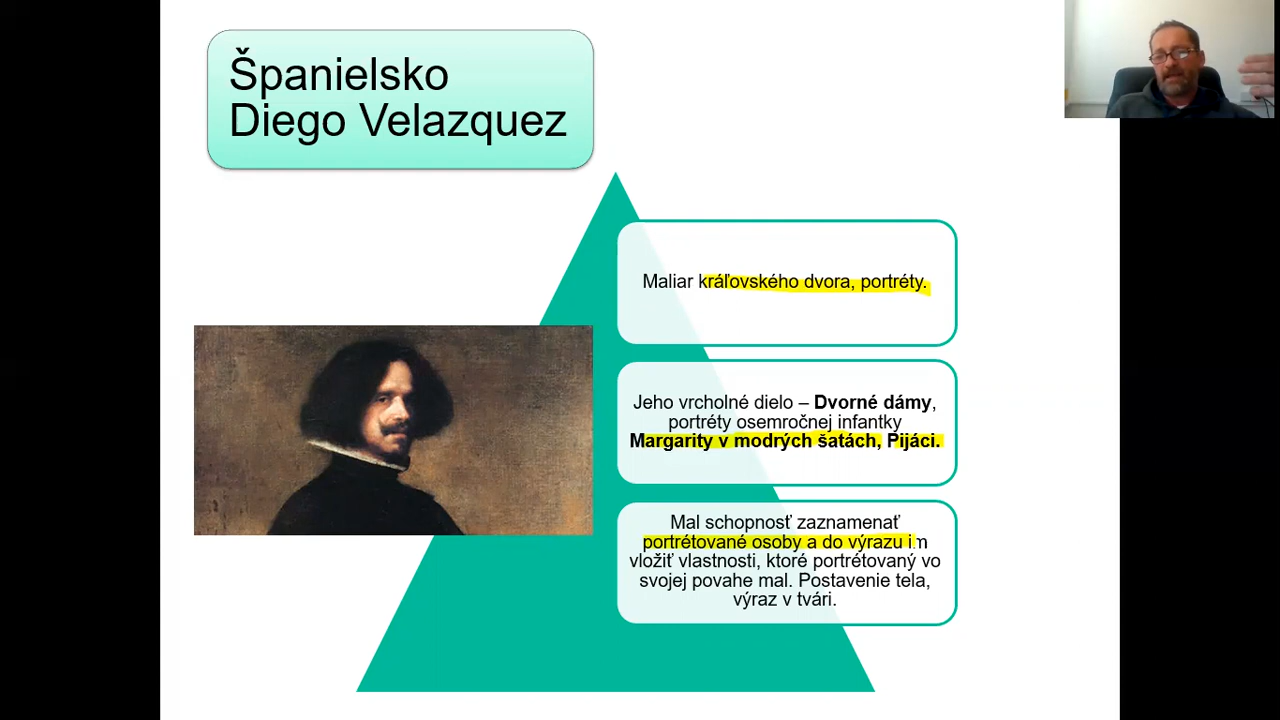 Španielsko
Diego Velazquez
Maliar kráľovského dvora, portréty.
Jeho vrcholné dielo – Dvorné dámy,
portréty osemročnej infantky
Margarity v modrých šatách, Pijáci.
Mal schopnosť zaznamenať
portrétované osoby a do výrazu im
vložiť vlastnosti, ktoré portrétovaný vo
svojej povahe mal. Postavenie tela,
výraz v tvári.